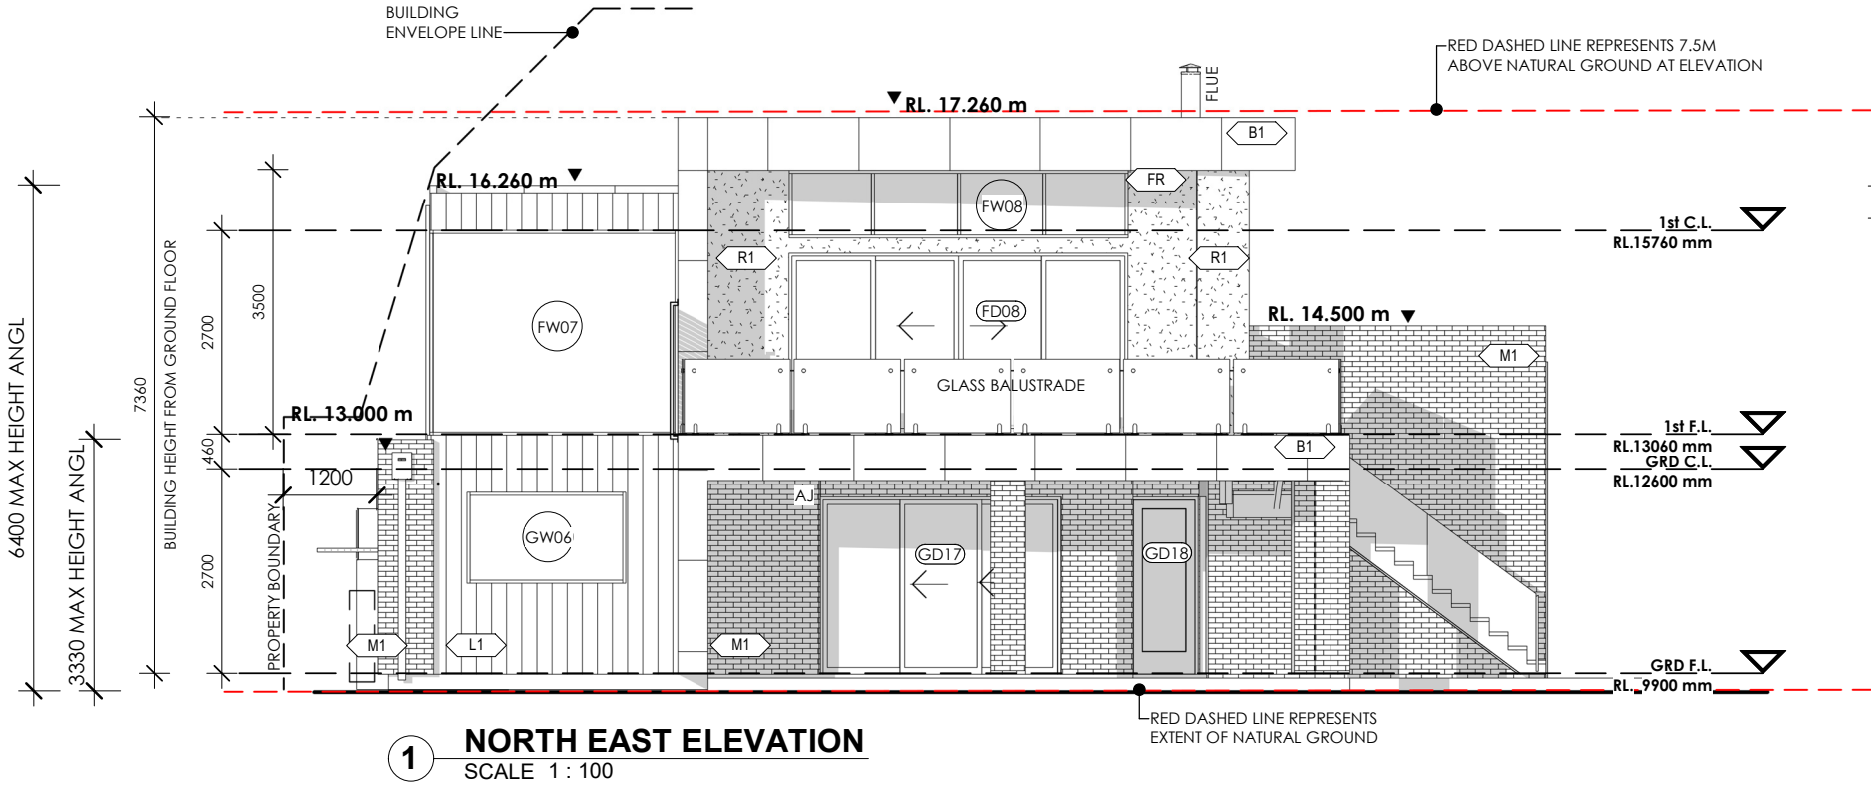 BUILDING
ENVELOPE LINE
RED DASHED LINE REPRESENTS 7.5M
ABOVE NATURAL GROUND AT ELEVATION
FLUE
RL. 17.260 m
B1
RL. 16.260 m
FR
FW08
1st C.L.
RL.15760 mm
R1
R1
FW07
FD08
RL. 14.500 m
M1
GLASS BALUSTRADE
6400 MAX HEIGHT ANGL
3330 MAX HEIGHT ANGL
7360
BUILDING HEIGHT FROM GROUND FLOOR
2700
460
2700
3500
RL. 13.000 m
1st F.L.
RL.13060 mm
B1
GRD C.L.
RL.12600 mm
1200
PROPERTY BOUNDARY
AJ
GW06
GD17
GD18
M1
L1
M1
GRD F.L.
RL. 9900 mm
RED DASHED LINE REPRESENTS
EXTENT OF NATURAL GROUND
1
NORTH EAST ELEVATION
SCALE 1 : 100